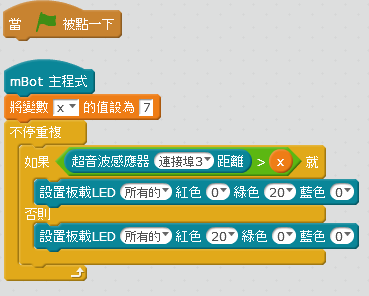 當 被點一下
mBot 主程式
將變數 x 的值設為 7
不停重複
如果 超音波感應器 連接埠3 距離 > x 就
設置板載LED 所有的 紅色 0 綠色 20 藍色 0
否則
設置板載LED 所有的 紅色 20 綠色 0 藍色 0